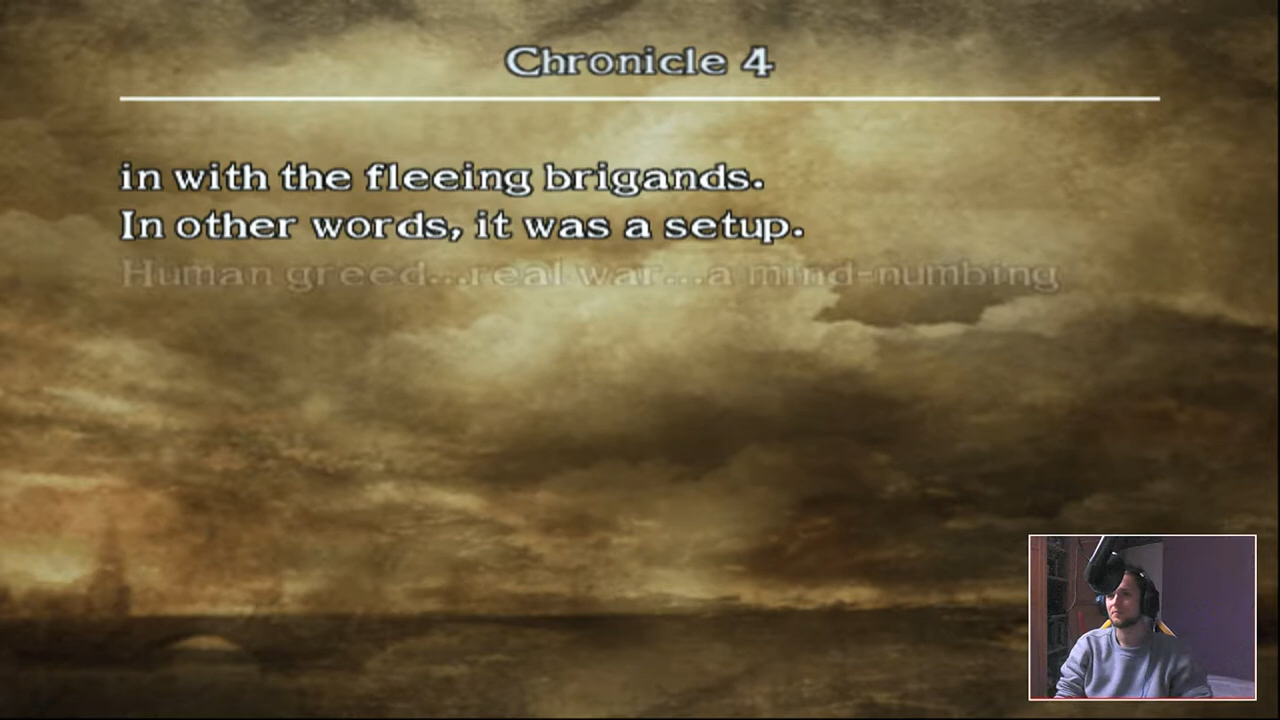 Chronicle 4
in with the fleeing brigands.
In other words, it was a setup.
Human greed...real war...a mind-numbing